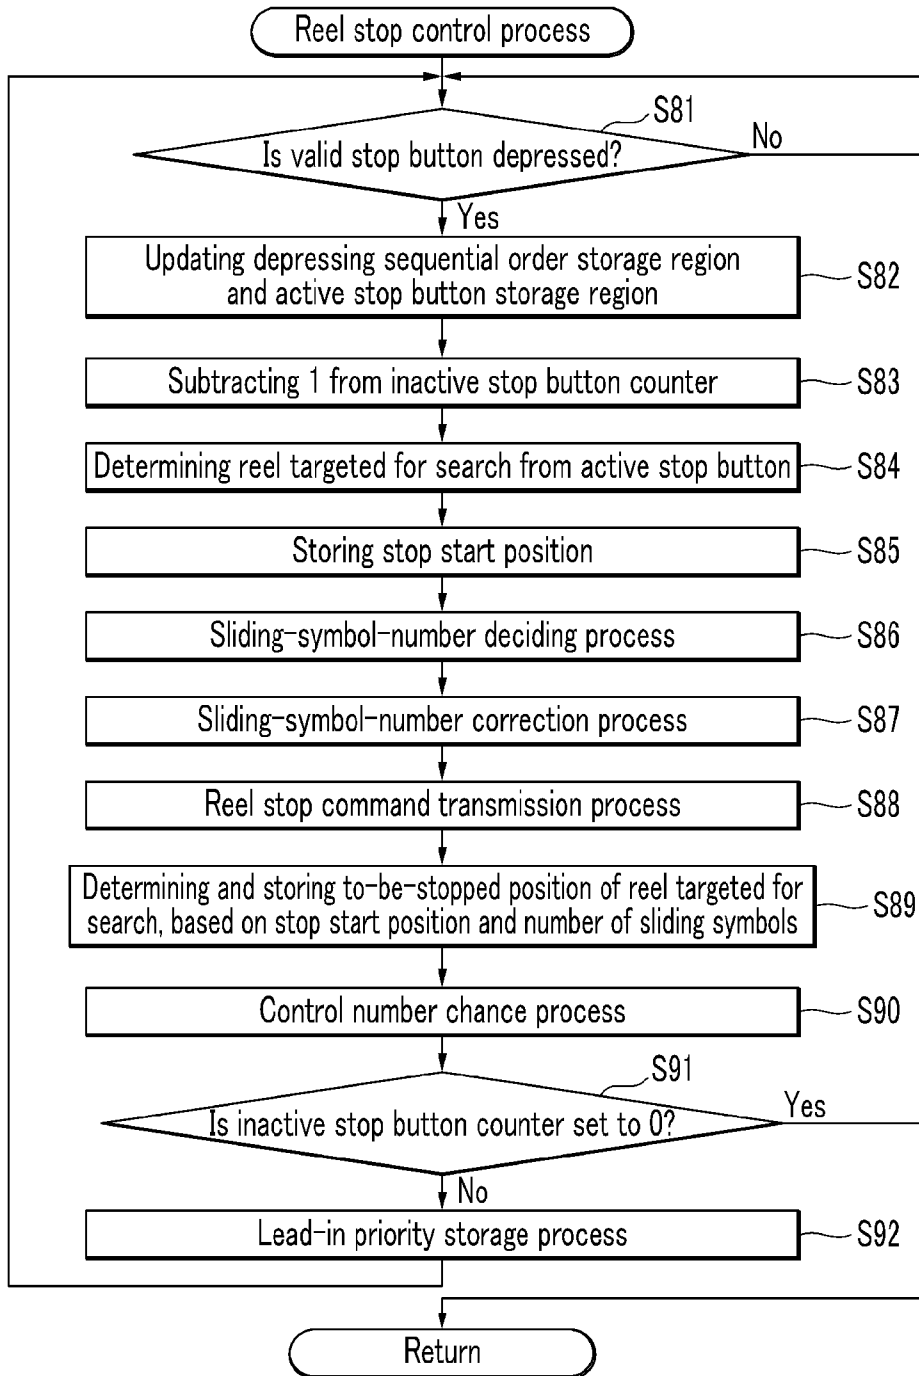 Reel stop control process
S81
Is valid stop button depressed?
No
Yes
Updating depressing sequential order storage region
and active stop button storage region
S82
Subtracting 1 from inactive stop button counter
S83
Determining reel targeted for search from active stop button
S84
Storing stop start position
S85
Sliding-symbol-number deciding process
S86
Sliding-symbol-number correction process
S87
Reel stop command transmission process
S88
Determining and storing to-be-stopped position of reel targeted for
search, based on stop start position and number of sliding symbols
S89
Control number chance process
S90
S91
Is inactive stop button counter set to 0?
Yes
No
Lead-in priority storage process
S92
Return